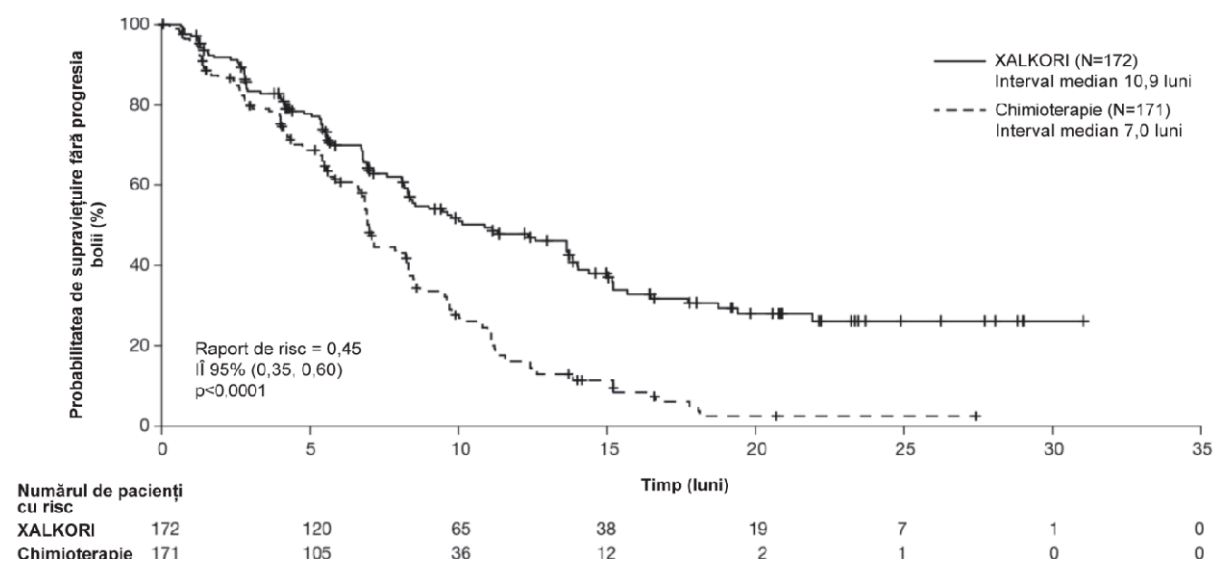 Probabilitatea de supraviețuire fără progresia
bolii (%)
100
80
60
40
20
0
XALKORI (N=172)
Interval median 10,9 luni
Chimioterapie (N=171)
Interval median 7,0 luni
Raport de risc = 0,45
IÎ 95% (0,35, 0,60)
p<0,0001
0 5 10 15 20 25 30 35
Timp (luni)
Numărul de pacienți
cu risc
XALKORI 172 120 65 38 19 7 1 0
Chimioterapie 171 105 36 12 2 1 0 0